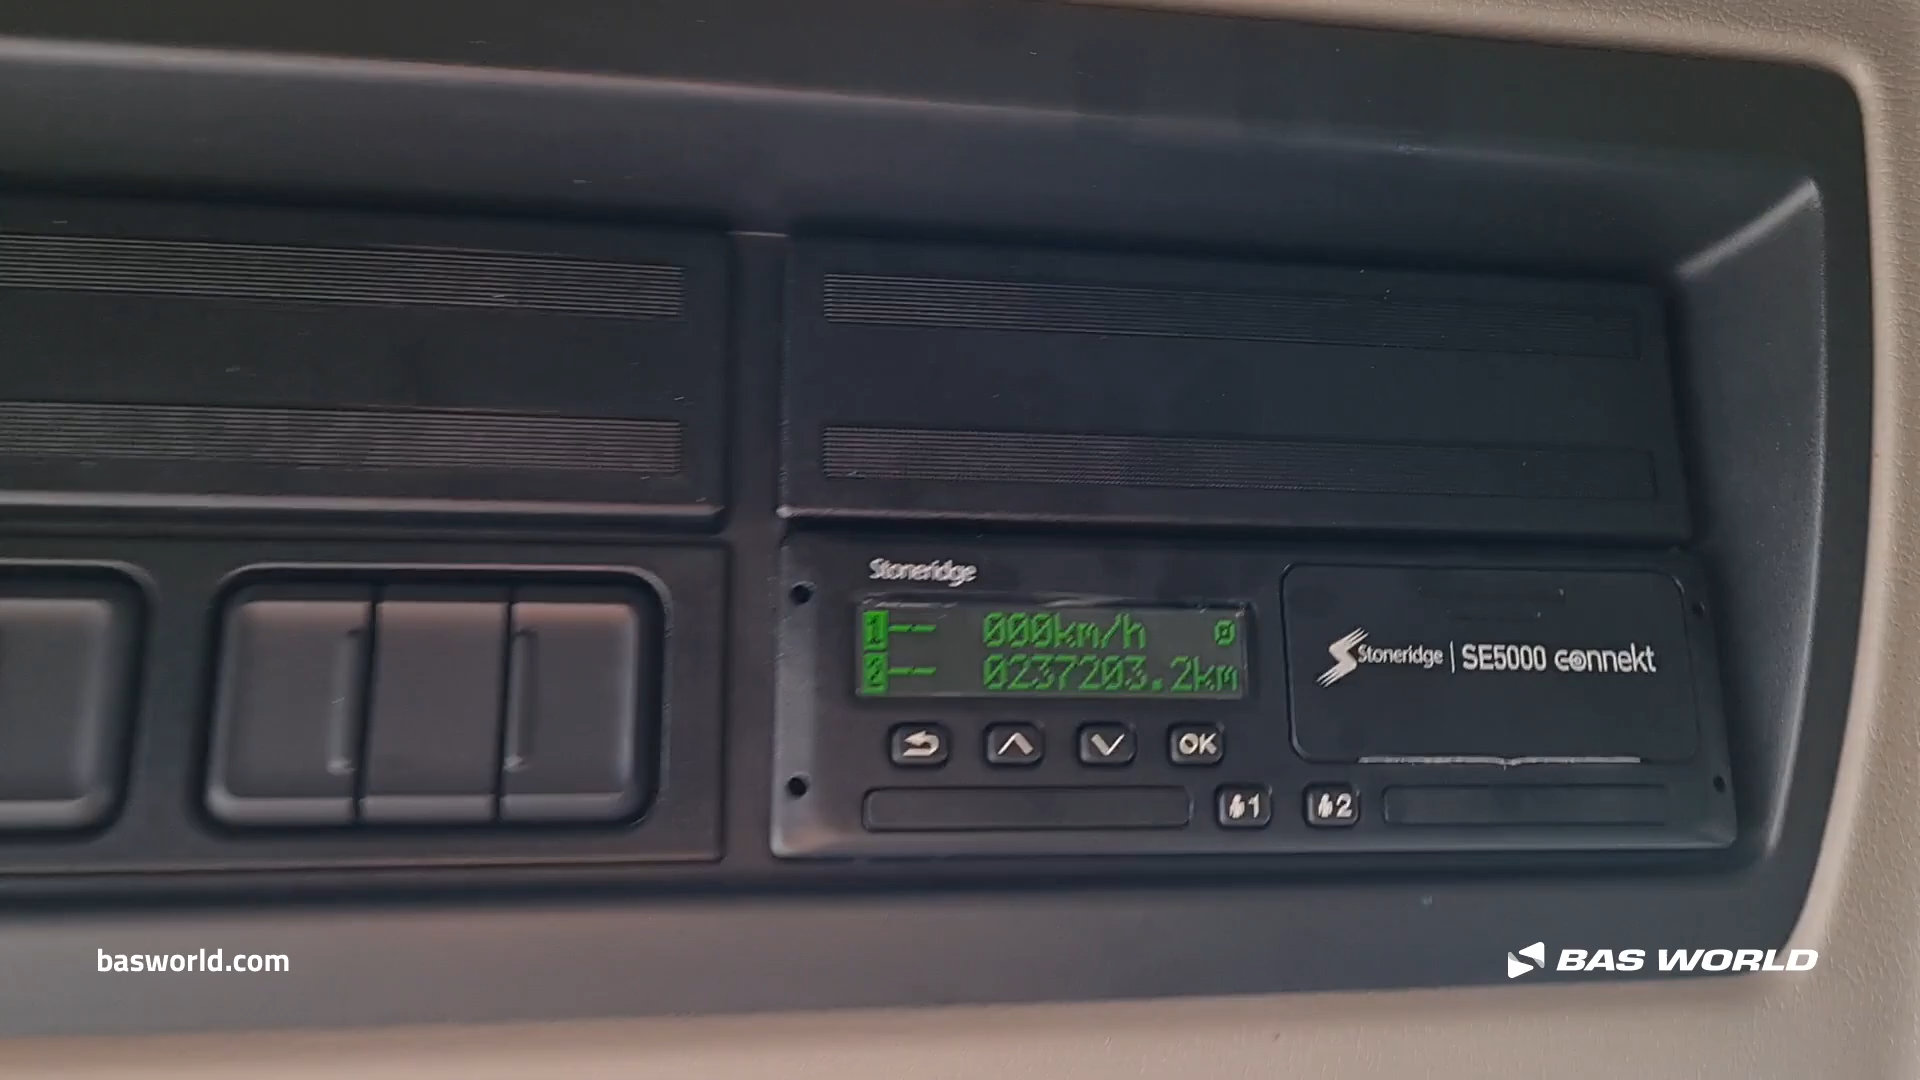 Stoneridge
1-- 000km/h
2-- 0237203.2km
OK
1
2
Stoneridge | SE5000 connekt
basworld.com
BAS WORLD